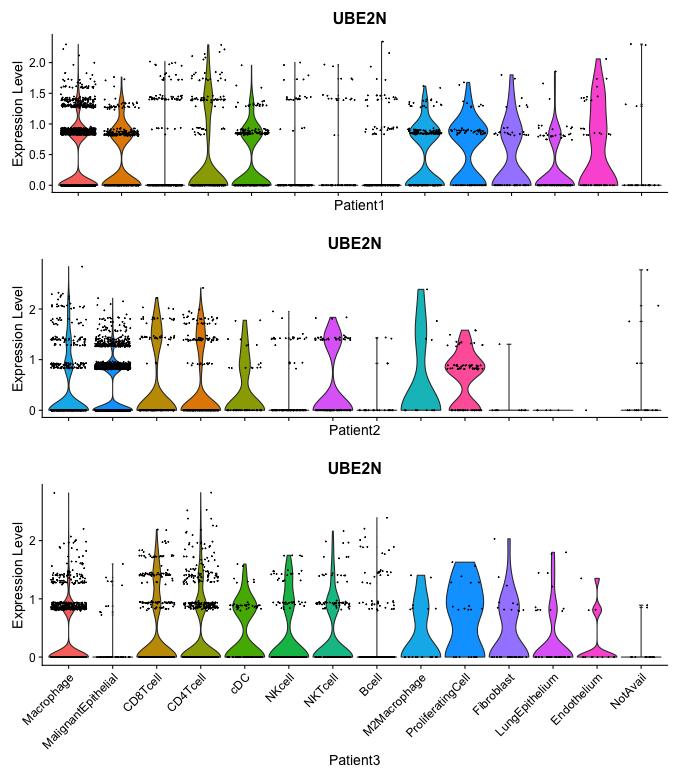 UBE2N
Expression Level
2.0
1.5
1.0
0.5
0.0
Patient1
UBE2N
Expression Level
2
1
0
Patient2
UBE2N
Expression Level
2
1
0
Macrophage
MalignantEpithelial
CD8Tcell
CD4Tcell
cDC
NKcell
NKTcell
Bcell
M2Macrophage
ProliferatingCell
Fibroblast
LungEpithelium
Endothelium
NotAvail
Patient3